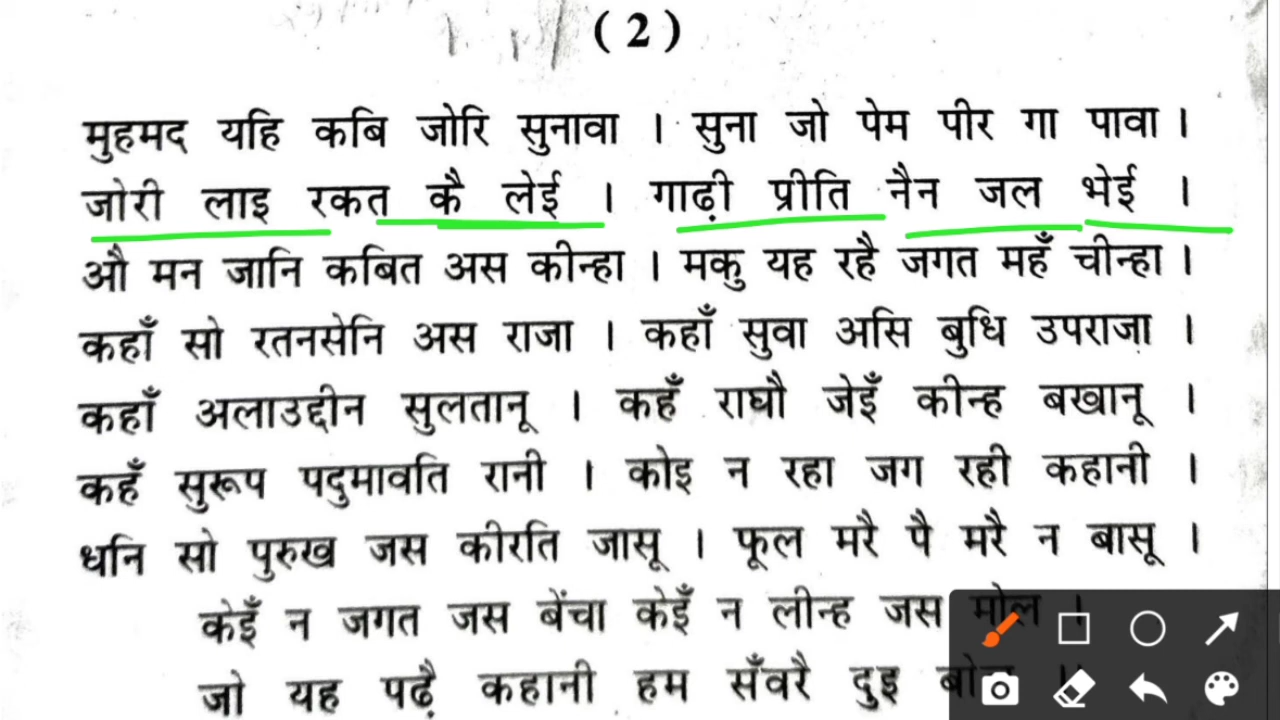 (2)
मुहमद यहि कबि जोरि सुनावा । सुना जो पेम पीर गा पावा ।
जोरी लाइ रकत कै लेई । गाढ़ी प्रीति नैन जल भेई ।
औ मन जानि कबित अस कीन्हा । मकु यह रहै जगत महँ चीन्हा ।
कहाँ सो रतनसेनि अस राजा । कहाँ सुवा असि बुधि उपराजा ।
कहाँ अलाउद्दीन सुलतानू । कहँ राघौ जेइँ कीन्ह बखानू ।
कहँ सुरूप पदुमावति रानी । कोइ न रहा जग रही कहानी ।
धनि सो पुरुख जस कीरति जासू । फूल मरै पै मरै न बासू ।
केइँ न जगत जस बेंचा केइँ न लीन्ह जस मोल ।
जो यह पढ़ै कहानी हम सँवरै दुइ